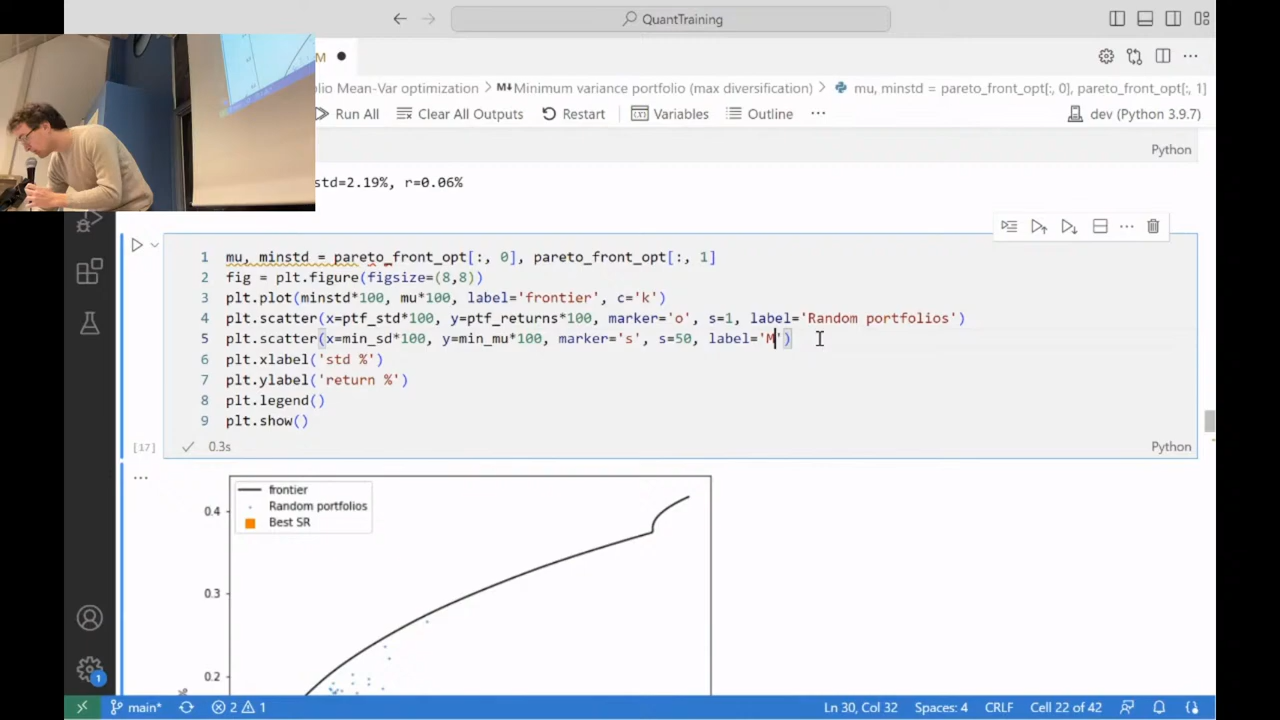 QuantTraining
M
lio Mean-Var optimization > M↓ Minimum variance portfolio (max diversification) > mu, minstd = pareto_front_opt[:, 0], pareto_front_opt[:, 1]
Run All Clear All Outputs Restart Variables Outline ... dev (Python 3.9.7)
Python
std=2.19%, r=0.06%
1 mu, minstd = pareto_front_opt[:, 0], pareto_front_opt[:, 1]
2 fig = plt.figure(figsize=(8,8))
3 plt.plot(minstd*100, mu*100, label='frontier', c='k')
4 plt.scatter(x=ptf_std*100, y=ptf_returns*100, marker='o', s=1, label='Random portfolios')
5 plt.scatter(x=min_sd*100, y=min_mu*100, marker='s', s=50, label='M')
6 plt.xlabel('std %')
7 plt.ylabel('return %')
8 plt.legend()
9 plt.show()
[17] 0.3s Python
frontier
Random portfolios
Best SR
0.4
0.3
0.2
1
main* 2 1 Ln 30, Col 32 Spaces: 4 CRLF Cell 22 of 42